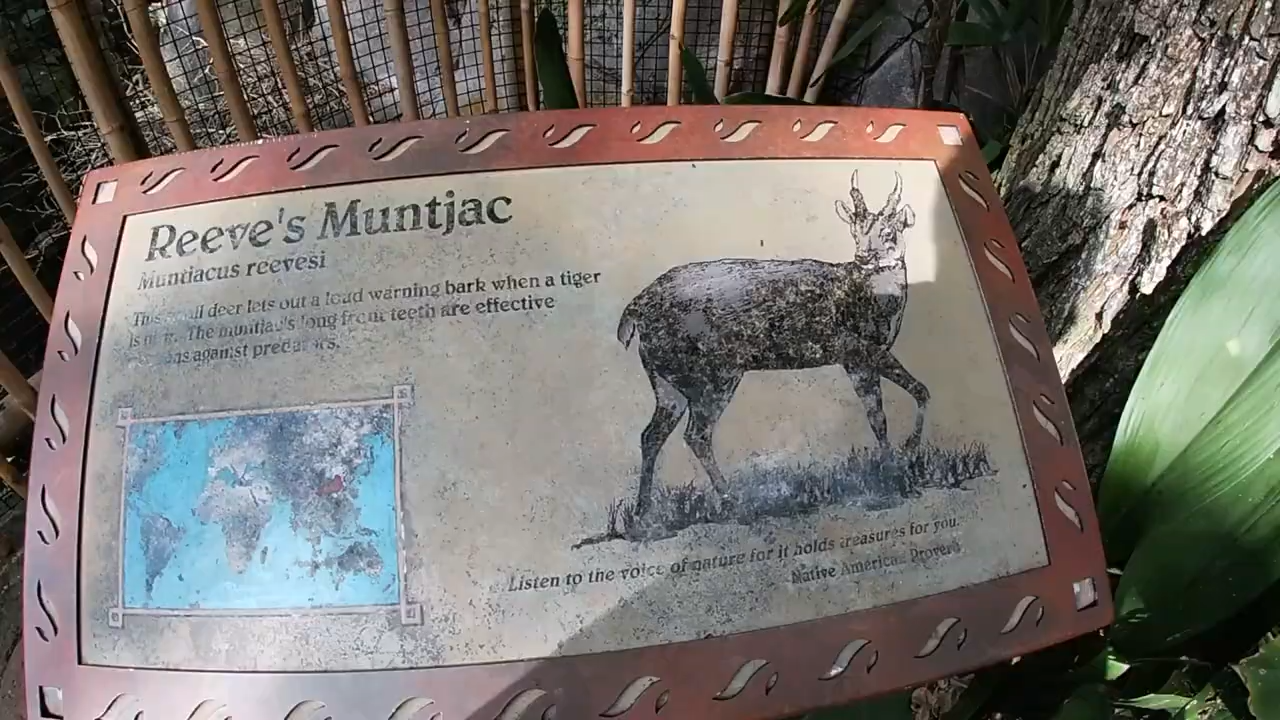 Reeve's Muntjac
Muntiacus reevesi
This small deer lets out a loud warning bark when a tiger
is near. The muntjac's long front teeth are effective
against predators.
Listen to the voice of nature for it holds treasures for you.
Native American Proverb